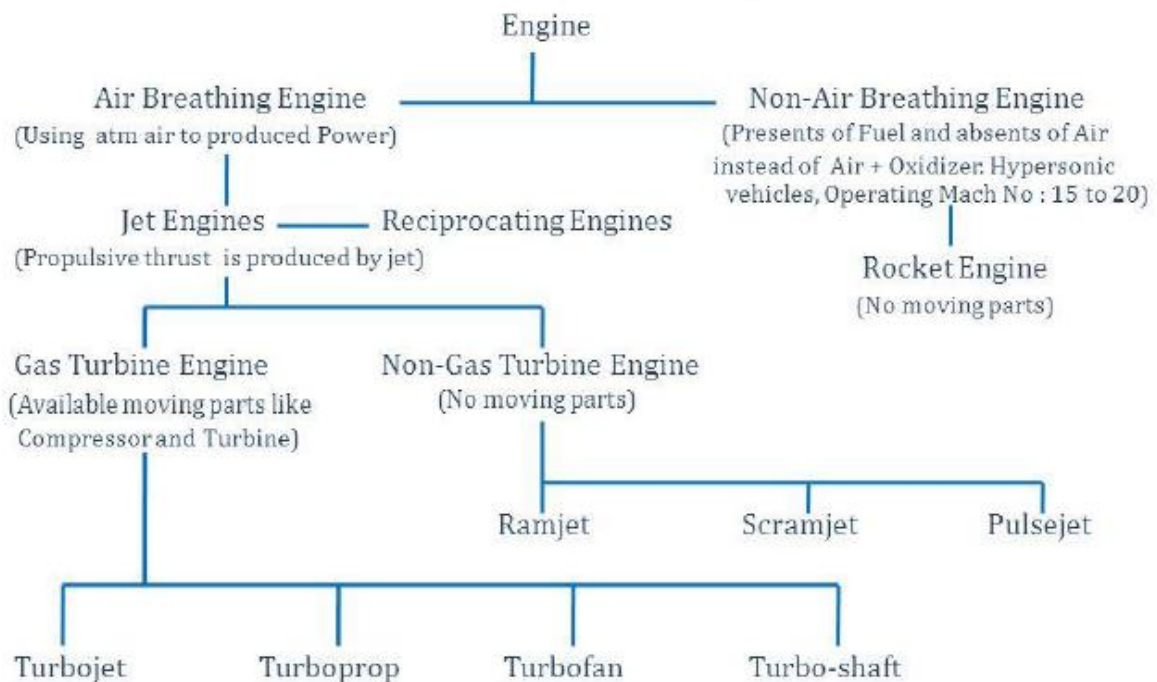 Engine
Air Breathing Engine
(Using atm air to produced Power)
Non-Air Breathing Engine
(Presents of Fuel and absents of Air
instead of Air + Oxidizer. Hypersonic
vehicles, Operating Mach No : 15 to 20)
Jet Engines
Reciprocating Engines
(Propulsive thrust is produced by jet)
Rocket Engine
(No moving parts)
Gas Turbine Engine
(Available moving parts like
Compressor and Turbine)
Non-Gas Turbine Engine
(No moving parts)
Ramjet
Scramjet
Pulsejet
Turbojet
Turboprop
Turbofan
Turbo-shaft